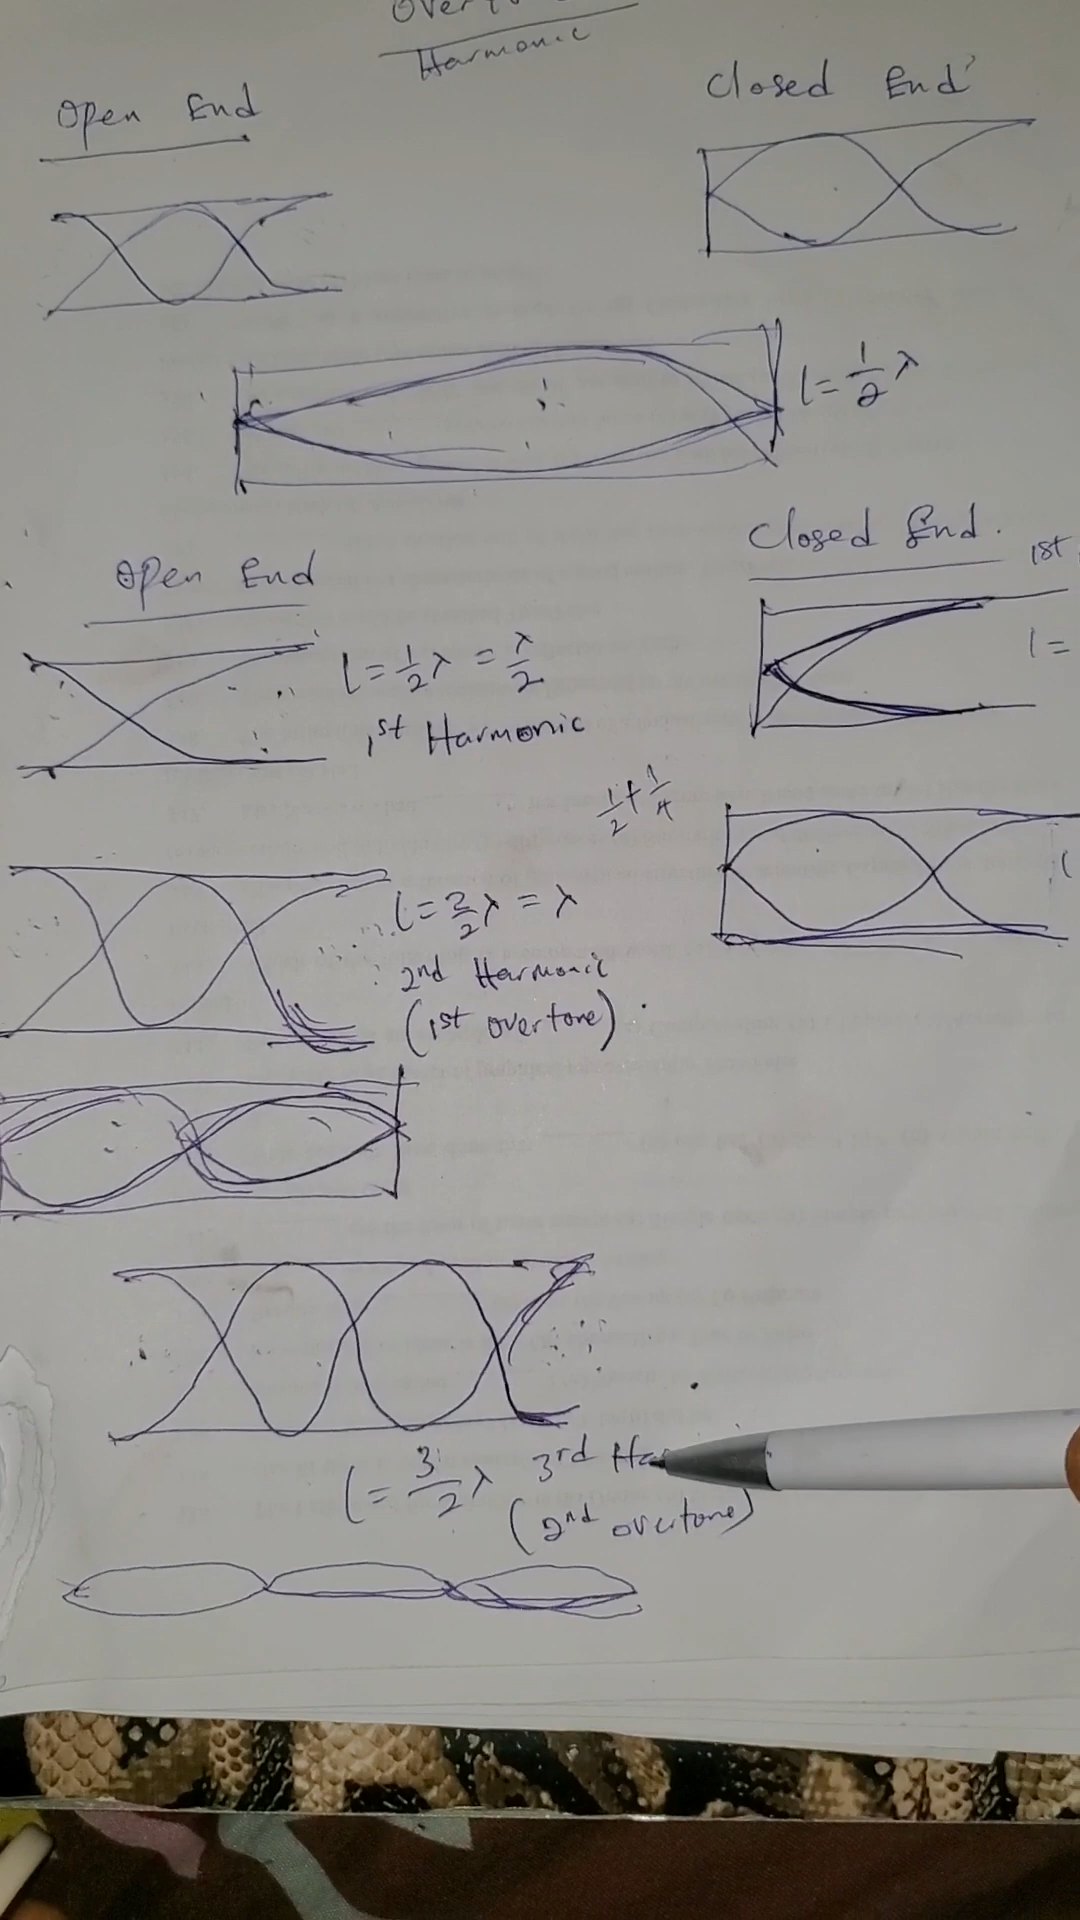 Harmonic
Open End
Closed End
l = 1/2 λ
Closed End.
1st
Open End
l = 1/2 λ = λ/2
1st Harmonic
l =
1/2 + 1/4
l = 2/2 λ = λ
2nd Harmonic
(1st overtone)
l = 3/2 λ 3rd Ha
(2nd overtone)